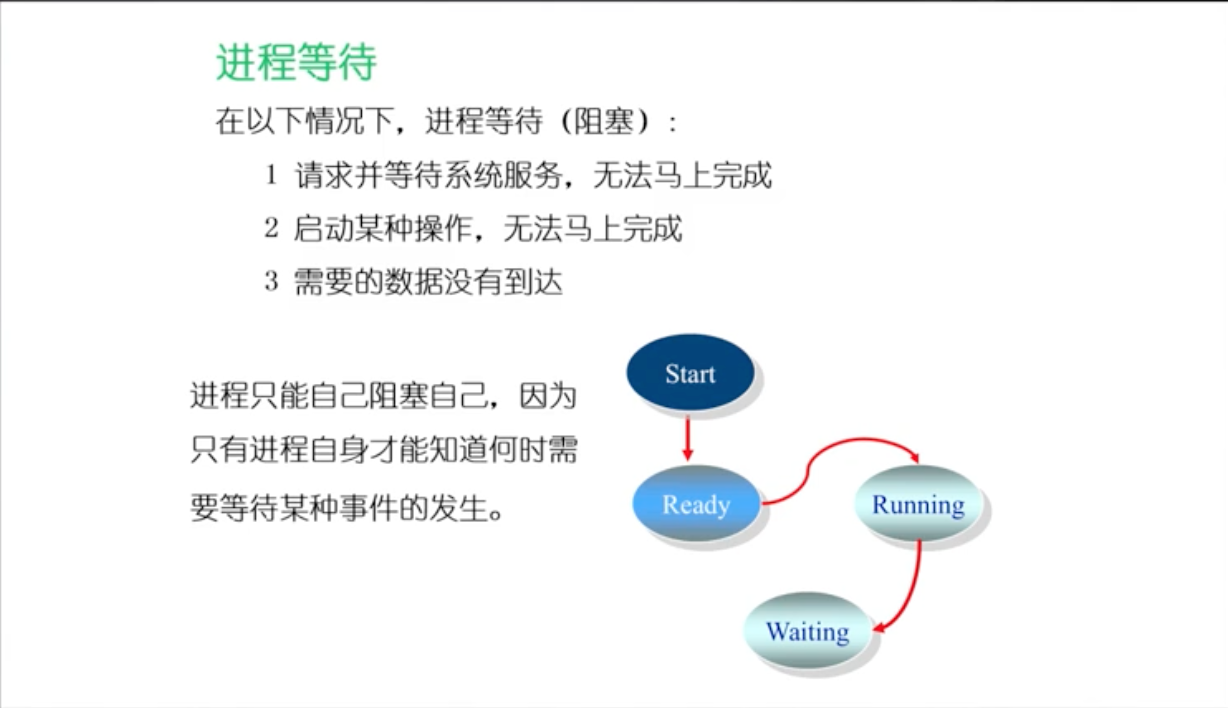 进程等待
在以下情况下，进程等待（阻塞）：
1 请求并等待系统服务，无法马上完成
2 启动某种操作，无法马上完成
3 需要的数据没有到达
进程只能自己阻塞自己，因为
只有进程自身才能知道何时需
要等待某种事件的发生。
Start
Ready
Running
Waiting